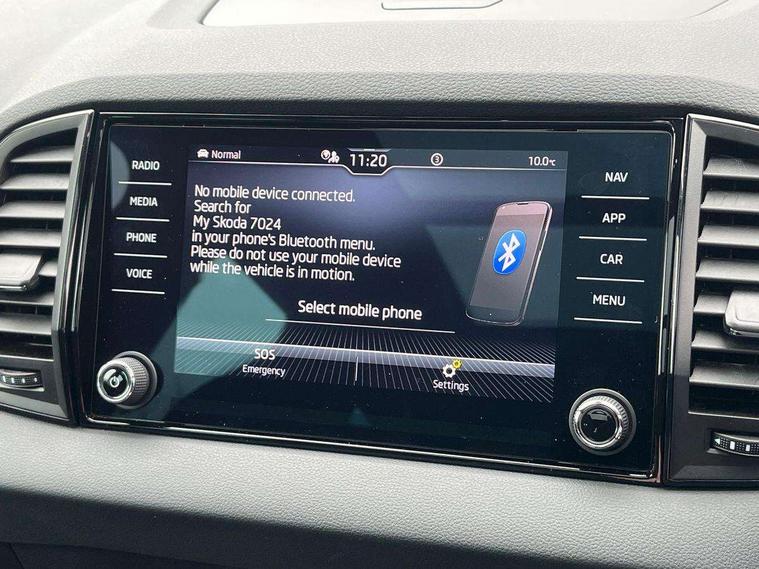 RADIO
MEDIA
PHONE
VOICE
Normal
11:20
3
10.0°C
No mobile device connected.
Search for
My Skoda 7024
in your phone's Bluetooth menu.
Please do not use your mobile device
while the vehicle is in motion.
Select mobile phone
SOS
Emergency
Settings
NAV
APP
CAR
MENU